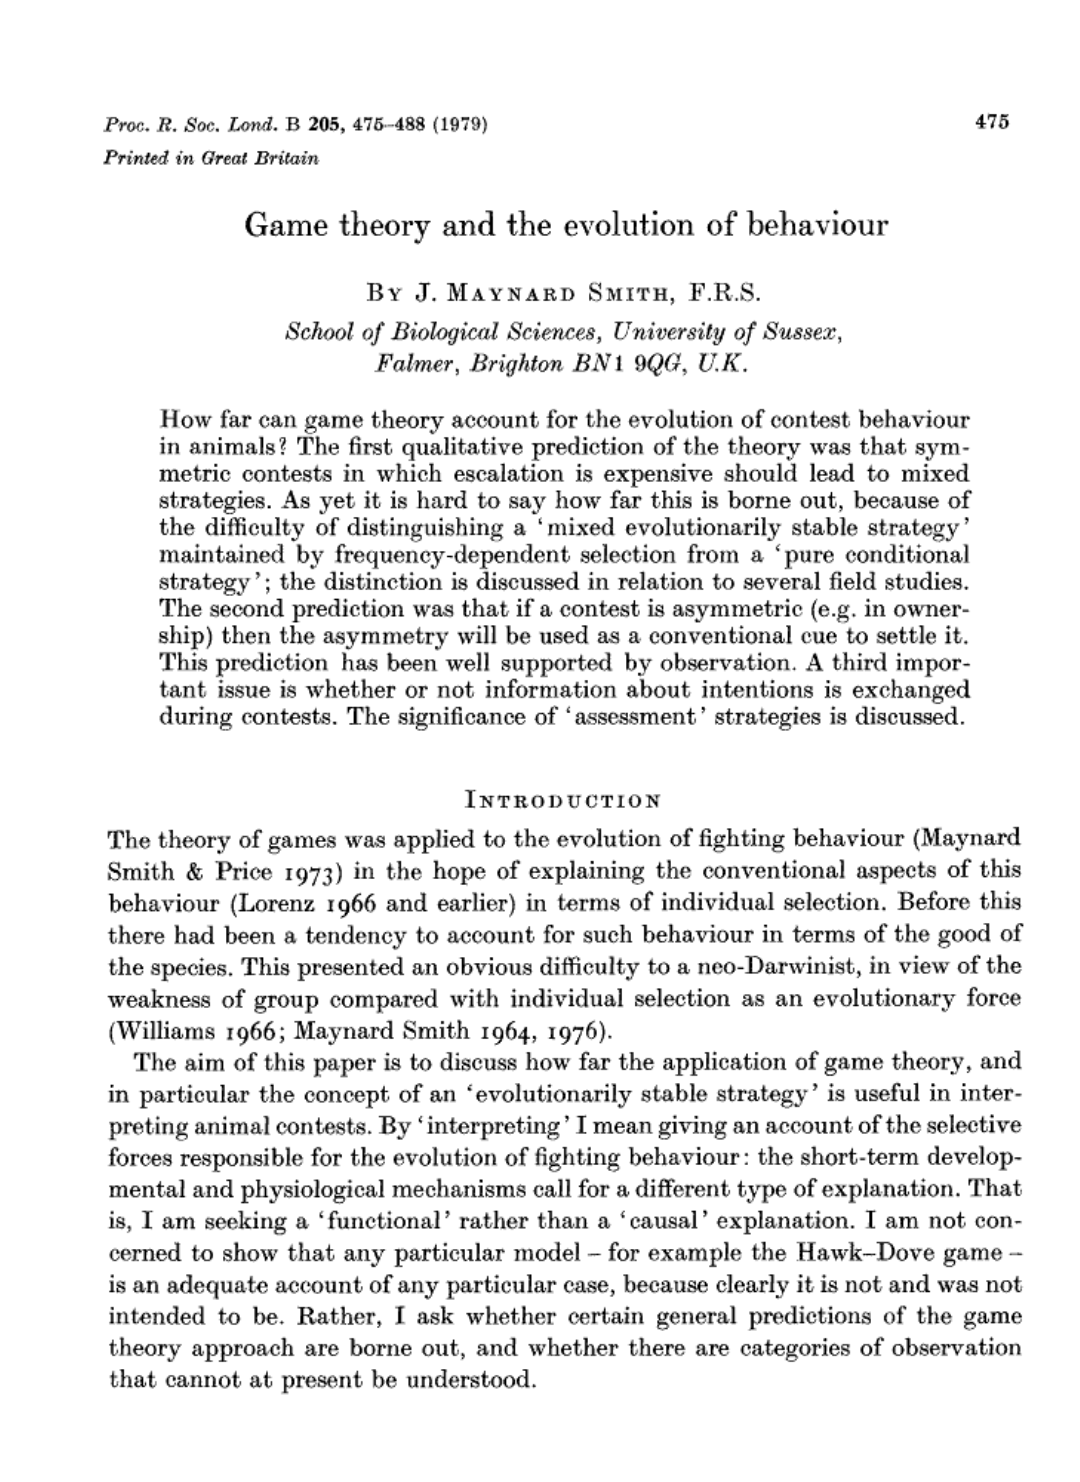 Proc. R. Soc. Lond. B 205, 475–488 (1979)
475
Printed in Great Britain
Game theory and the evolution of behaviour
By J. Maynard Smith, F.R.S.
School of Biological Sciences, University of Sussex,
Falmer, Brighton BN1 9QG, U.K.
How far can game theory account for the evolution of contest behaviour
in animals? The first qualitative prediction of the theory was that sym-
metric contests in which escalation is expensive should lead to mixed
strategies. As yet it is hard to say how far this is borne out, because of
the difficulty of distinguishing a ‘mixed evolutionarily stable strategy’
maintained by frequency-dependent selection from a ‘pure conditional
strategy’; the distinction is discussed in relation to several field studies.
The second prediction was that if a contest is asymmetric (e.g. in owner-
ship) then the asymmetry will be used as a conventional cue to settle it.
This prediction has been well supported by observation. A third impor-
tant issue is whether or not information about intentions is exchanged
during contests. The significance of ‘assessment’ strategies is discussed.
Introduction
The theory of games was applied to the evolution of fighting behaviour (Maynard
Smith & Price 1973) in the hope of explaining the conventional aspects of this
behaviour (Lorenz 1966 and earlier) in terms of individual selection. Before this
there had been a tendency to account for such behaviour in terms of the good of
the species. This presented an obvious difficulty to a neo-Darwinist, in view of the
weakness of group compared with individual selection as an evolutionary force
(Williams 1966; Maynard Smith 1964, 1976).
The aim of this paper is to discuss how far the application of game theory, and
in particular the concept of an ‘evolutionarily stable strategy’ is useful in inter-
preting animal contests. By ‘interpreting’ I mean giving an account of the selective
forces responsible for the evolution of fighting behaviour: the short-term develop-
mental and physiological mechanisms call for a different type of explanation. That
is, I am seeking a ‘functional’ rather than a ‘causal’ explanation. I am not con-
cerned to show that any particular model – for example the Hawk–Dove game –
is an adequate account of any particular case, because clearly it is not and was not
intended to be. Rather, I ask whether certain general predictions of the game
theory approach are borne out, and whether there are categories of observation
that cannot at present be understood.